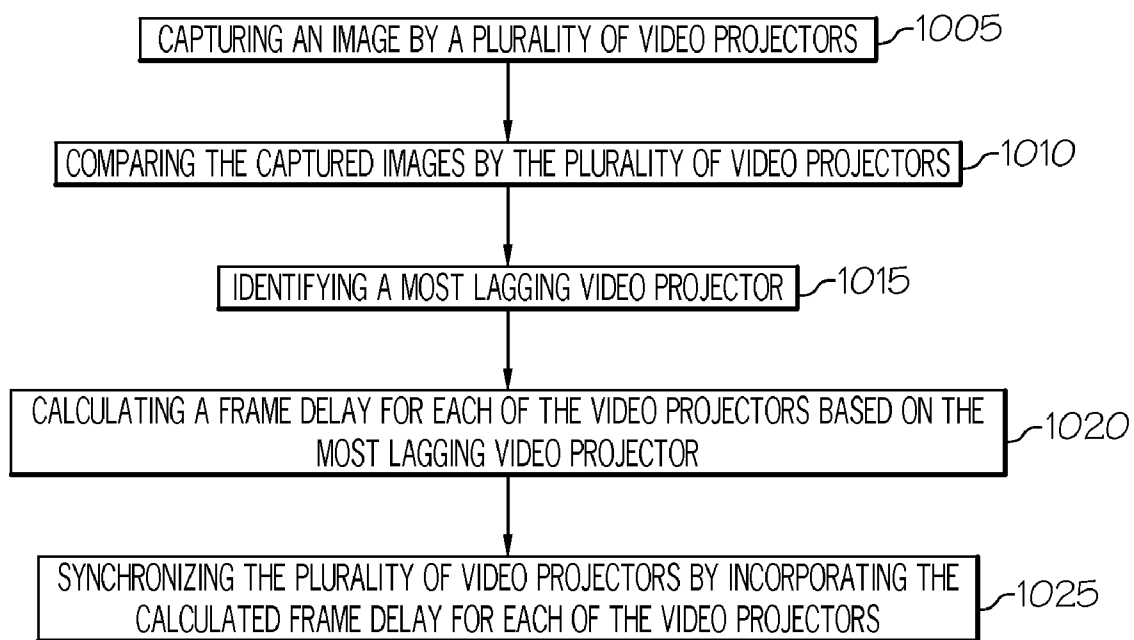 CAPTURING AN IMAGE BY A PLURALITY OF VIDEO PROJECTORS
1005
COMPARING THE CAPTURED IMAGES BY THE PLURALITY OF VIDEO PROJECTORS
1010
IDENTIFYING A MOST LAGGING VIDEO PROJECTOR
1015
CALCULATING A FRAME DELAY FOR EACH OF THE VIDEO PROJECTORS BASED ON THE
MOST LAGGING VIDEO PROJECTOR
1020
SYNCHRONIZING THE PLURALITY OF VIDEO PROJECTORS BY INCORPORATING THE
CALCULATED FRAME DELAY FOR EACH OF THE VIDEO PROJECTORS
1025